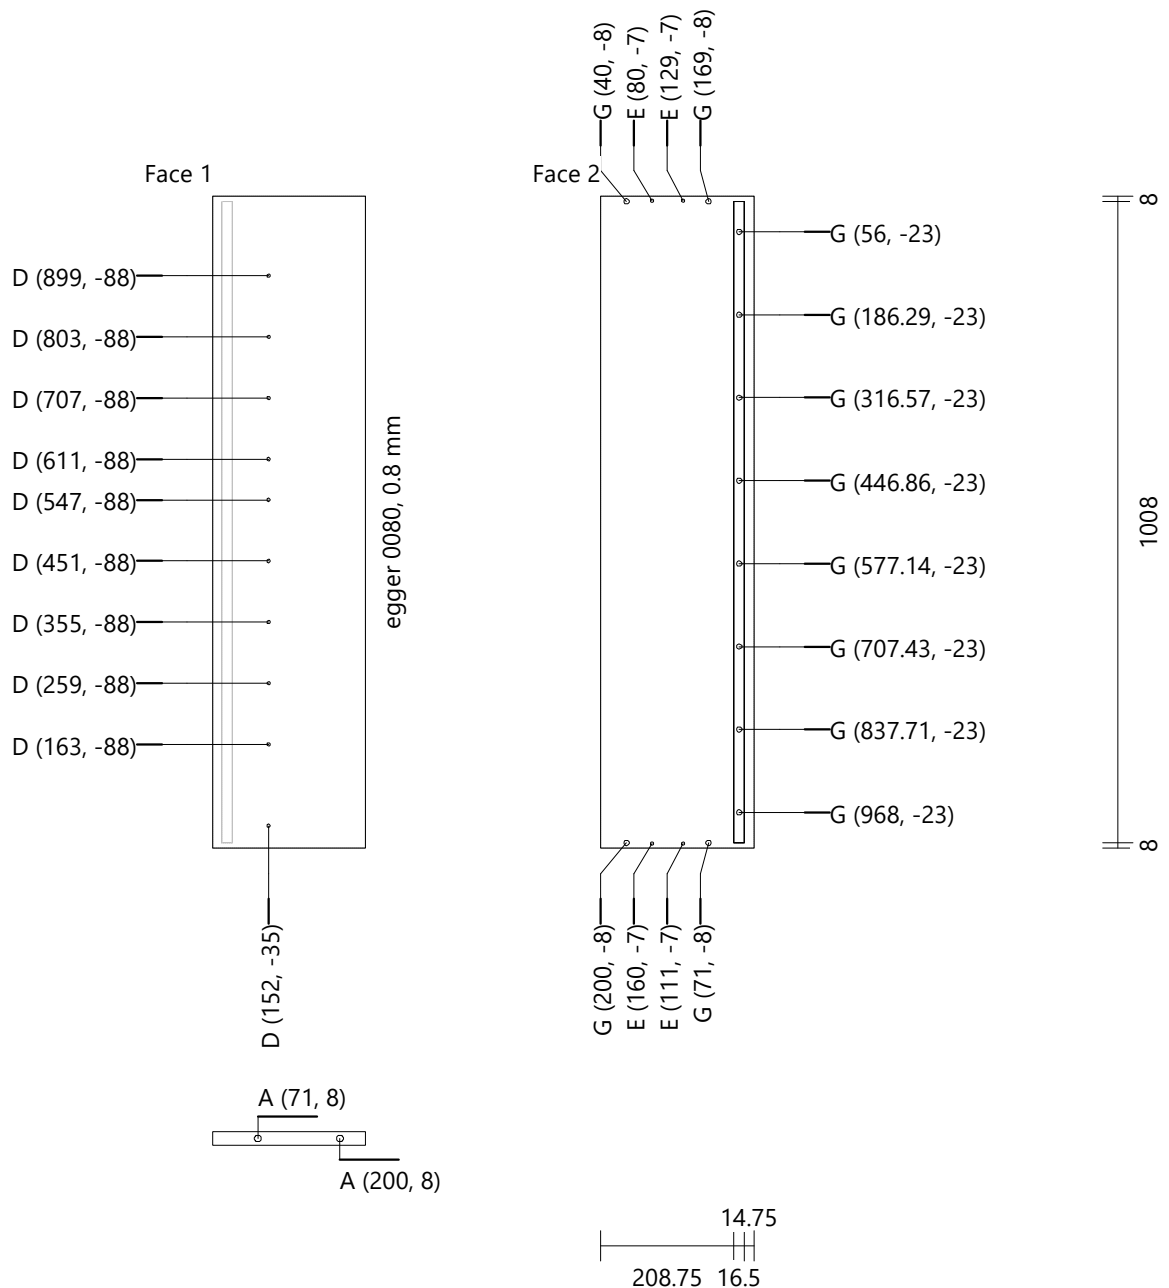 G (40, -8)
E (80, -7)
E (129, -7)
G (169, -8)
Face 1
Face 2
8
G (56, -23)
D (899, -88)
G (186.29, -23)
D (803, -88)
G (316.57, -23)
D (707, -88)
egger 0080, 0.8 mm
D (611, -88)
G (446.86, -23)
D (547, -88)
1008
D (451, -88)
G (577.14, -23)
D (355, -88)
G (707.43, -23)
D (259, -88)
G (837.71, -23)
D (163, -88)
G (968, -23)
8
D (152, -35)
G (200, -8)
E (160, -7)
E (111, -7)
G (71, -8)
A (71, 8)
A (200, 8)
14.75
208.75
16.5